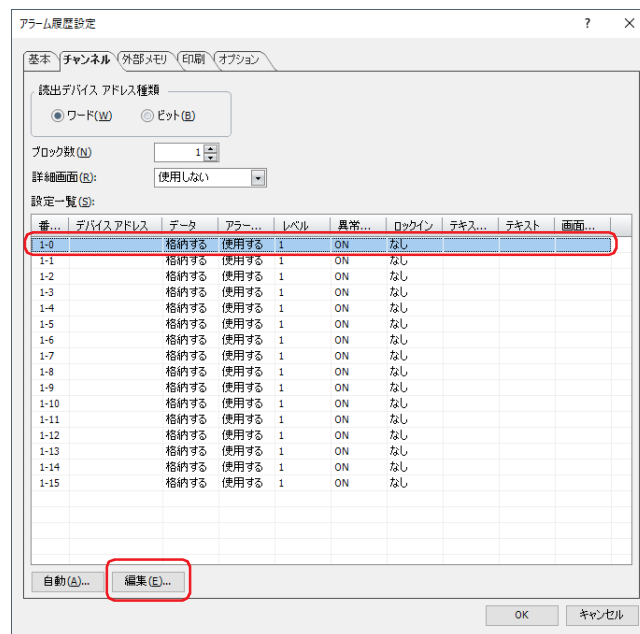 アラーム履歴設定 ? ×
基本 チャンネル 外部メモリ 印刷 オプション
読出デバイス アドレス種類
ワード(W) ビット(B)
ブロック数(N) 1
詳細画面(R): 使用しない
設定一覧(S):
番... デバイス アドレス データ アラー... レベル 異常... ロックイン テキス... テキスト 画面...
1-0 格納する 使用する 1 ON なし
1-1 格納する 使用する 1 ON なし
1-2 格納する 使用する 1 ON なし
1-3 格納する 使用する 1 ON なし
1-4 格納する 使用する 1 ON なし
1-5 格納する 使用する 1 ON なし
1-6 格納する 使用する 1 ON なし
1-7 格納する 使用する 1 ON なし
1-8 格納する 使用する 1 ON なし
1-9 格納する 使用する 1 ON なし
1-10 格納する 使用する 1 ON なし
1-11 格納する 使用する 1 ON なし
1-12 格納する 使用する 1 ON なし
1-13 格納する 使用する 1 ON なし
1-14 格納する 使用する 1 ON なし
1-15 格納する 使用する 1 ON なし
自動(A)... 編集(E)...
OK キャンセル